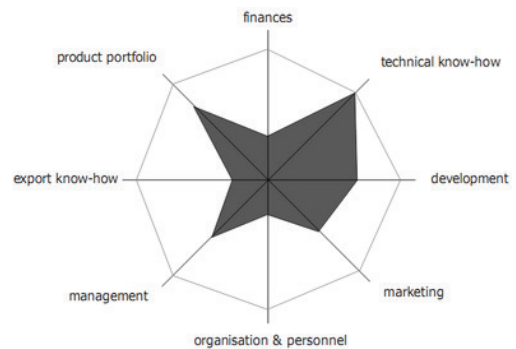 finances
product portfolio
technical know-how
export know-how
development
management
marketing
organisation & personnel